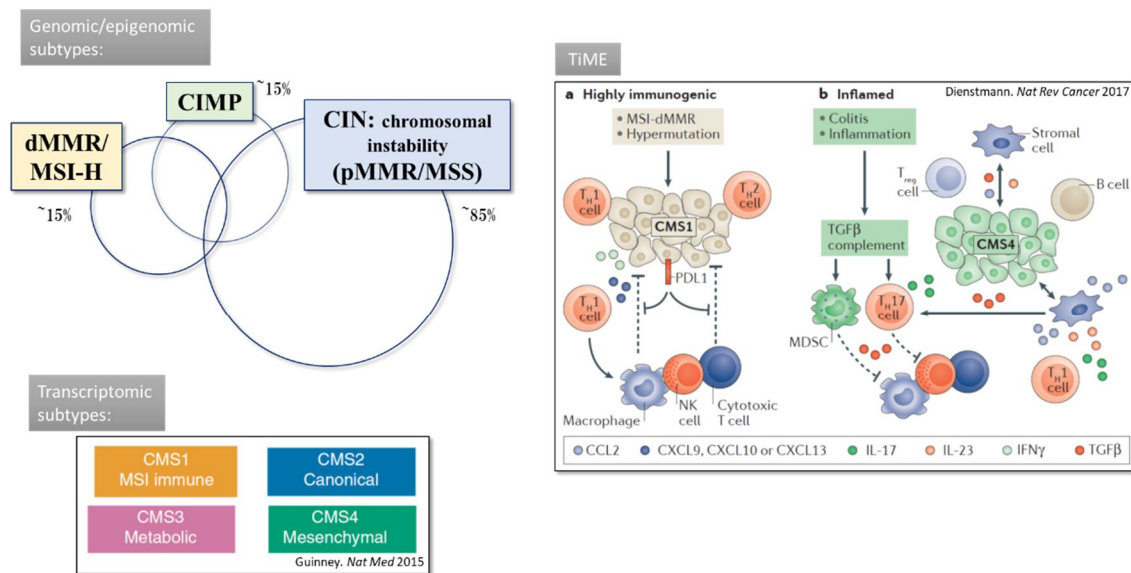 Genomic/epigenomic
subtypes:
CIMP
~15%
dMMR/
MSI-H
~15%
CIN: chromosomal
instability
(pMMR/MSS)
~85%
Transcriptomic
subtypes:
CMS1
MSI immune
CMS2
Canonical
CMS3
Metabolic
CMS4
Mesenchymal
Guinney. Nat Med 2015
TiME
a Highly immunogenic
• MSI-dMMR
• Hypermutation
TH1
cell
TH2
cell
CMS1
PDL1
TH1
cell
Macrophage
NK
cell
Cytotoxic
T cell
b Inflamed
Dienstmann. Nat Rev Cancer 2017
• Colitis
• Inflammation
Stromal
cell
Treg
cell
B cell
TGFβ
complement
CMS4
MDSC
TH17
cell
TH1
cell
CCL2
CXCL9, CXCL10 or CXCL13
IL-17
IL-23
IFNγ
TGFβ